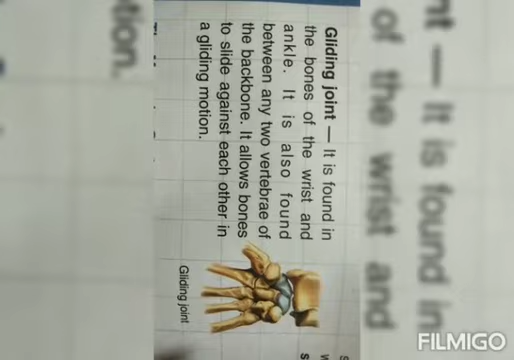 Gliding joint — It is found in
the bones of the wrist and
ankle. It is also found
between any two vertebrae of
the backbone. It allows bones
to slide against each other in
a gliding motion.
Gliding joint
nt — It is found in
of the wrist and
tion.
FILMIGO